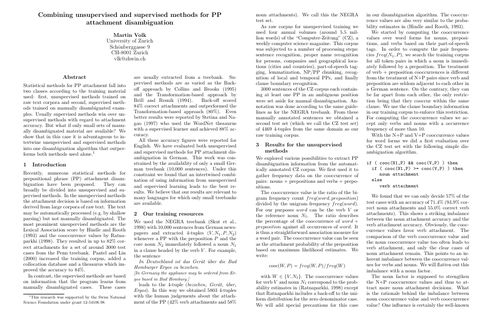 Combining unsupervised and supervised methods for PP
attachment disambiguation
Martin Volk
University of Zurich
Schönberggasse 9
CH-8001 Zurich
vlk@zhwin.ch
Abstract
Statistical methods for PP attachment fall into
two classes according to the training material
used: first, unsupervised methods trained on
raw text corpora and second, supervised methods
trained on manually disambiguated examples.
Usually supervised methods win over unsupervised
methods with regard to attachment
accuracy. But what if only small sets of manually
disambiguated material are available? We
show that in this case it is advantageous to intertwine
unsupervised and supervised methods
into one disambiguation algorithm that outperforms
both methods used alone.
1 Introduction
Recently, numerous statistical methods for
prepositional phrase (PP) attachment disambiguation
have been proposed. They can
broadly be divided into unsupervised and supervised
methods. In the unsupervised methods
the attachment decision is based on information
derived from large corpora of raw text. The text
may be automatically processed (e.g. by shallow
parsing) but not manually disambiguated. The
most prominent unsupervised methods are the
Lexical Association score by Hindle and Rooth
(1993) and the cooccurrence values by Ratnaparkhi
(1998). They resulted in up to 82% correct
attachments for a set of around 3000 test
cases from the Penn treebank. Pantel and Lin
(2000) increased the training corpus, added a
collocation database and a thesaurus which improved
the accuracy to 84%.
In contrast, the supervised methods are based
on information that the program learns from
manually disambiguated cases. These cases
are usually extracted from a treebank. Supervised
methods are as varied as the Back-off
approach by Collins and Brooks (1995)
and the Transformation-based approach by
Brill and Resnik (1994). Back-off scored
84% correct attachments and outperformed the
Transformation-based approach (80%). Even
better results were reported by Stetina and Nagao
(1997) who used the WordNet thesaurus
with a supervised learner and achieved 88% accuracy.
All these accuracy figures were reported for
English. We have evaluated both unsupervised
and supervised methods for PP attachment disambiguation
in German. This work was constrained
by the availability of only a small German
treebank (10,000 sentences). Under this
constraint we found that an intertwined combination
of using information from unsupervised
and supervised learning leads to the best results.
We believe that our results are relevant to
many languages for which only small treebanks
are available.
2 Our training resources
We used the NEGRA treebank
with 10,000 sentences from German newspapers
and extracted 4-tuples
whenever a PP with the preposition P and the
core noun immediately followed a noun
in a clause headed by the verb V. For example,
the sentence
In Deutschland ist das Gerät über die Bad
Homburger Ergos zu beziehen.
In Germany the appliance may be ordered from Ergos
based in Bad Homburg.
leads to the 4-tuple (beziehen, Gerät, über,
Ergos). In this way we obtained 5803 4-tuples
with the human judgements about the attachment
of the PP (42% verb attachments and 58%
noun attachments). We call this the NEGRA
test set.
As raw corpus for unsupervised training we
used four annual volumes (around 5.5 million
words) of the "Computer-Zeitung" (CZ), a
weekly computer science magazine. This corpus
was subjected to a number of processing steps:
sentence recognition, proper name recognition
for persons, companies and geographical locations
(cities and countries), part-of-speech tagging,
lemmatization, NP/PP chunking, recognition
of local and temporal PPs, and finally
clause boundary recognition.
3000 sentences of the CZ corpus each containing
at least one PP in an ambiguous position
were set aside for manual disambiguation. Annotation
was done according to the same guidelines
as for the NEGRA treebank. From these
manually annotated sentences we obtained a
second test set (which we call the CZ test set)
of 4469 4-tuples from the same domain as our
raw training corpus.
3 Results for the unsupervised
methods
We explored various possibilities to extract PP
disambiguation information from the automatically
annotated CZ corpus. We first used it to
gather frequency data on the cooccurrence of
pairs: nouns + prepositions and verbs + prepositions.
The cooccurrence value is the ratio of the bigram
frequency count freq(word, preposition)
divided by the unigram frequency freq(word).
For our purposes word can be the verb V or
the reference noun. The ratio describes
the percentage of the cooccurrence of word +
preposition against all occurrences of word. It
is thus a straightforward association measure for
a word pair. The cooccurrence value can be seen
as the attachment probability of the preposition
based on maximum likelihood estimates. We
write:
cooc(W, P) = freq(W, P)/freq(W)
The cooccurrence
values for verb V and noun correspond to the probability
estimates in (Ratnaparkhi, 1998) except
that Ratnaparkhi includes a back-off to the uniform
distribution for the zero denominator case.
We will add special precautions for this case
in our disambiguation algorithm. The cooccurrence
values are also very similar to the probability
estimates in (Hindle and Rooth, 1993).
We started by computing the cooccurrence
values over word forms for nouns, prepositions,
and verbs based on their part-of-speech
tags. In order to compute the pair frequencies
we search the training corpus
for all token pairs in which a noun is immediately
followed by a preposition. The treatment
of verb + preposition cooccurrences is different
from the treatment of N+P pairs since verb and
preposition are seldom adjacent to each other in
a German sentence. On the contrary, they can
be far apart from each other, the only restriction
being that they cooccur within the same
clause. We use the clause boundary information
in our training corpus to enforce this restriction.
For computing the cooccurrence values we accept
only verbs and nouns with a occurrence
frequency of more than 10.
With the N+P and V+P cooccurrence values
for word forms we did a first evaluation over
the CZ test set with the following simple disambiguation
algorithm.
if ( cooc(N1,P) && cooc(V,P) ) then
if ( cooc(N1,P) >= cooc(V,P) ) then
noun attachment
else
verb attachment
We found that we can only decide 57% of the
test cases with an accuracy of 71.4% (93.9% correct
noun attachments and 55.0% correct verb
attachments). This shows a striking imbalance
between the noun attachment accuracy and the
verb attachment accuracy. Obviously, the cooccurrence
values favor verb attachment. The
comparison of the verb cooccurrence value and
the noun cooccurrence value too often leads to
verb attachment, and only the clear cases of
noun attachment remain. This points to an inherent
imbalance between the cooccurrence values
for verbs and nouns. We will flatten out this
imbalance with a noun factor.
The noun factor is supposed to strengthen
the N+P cooccurrence values and thus to attract
more noun attachment decisions. What
is the rationale behind the imbalance between
noun cooccurrence value and verb cooccurrence
value? One influence is certainly the well-known